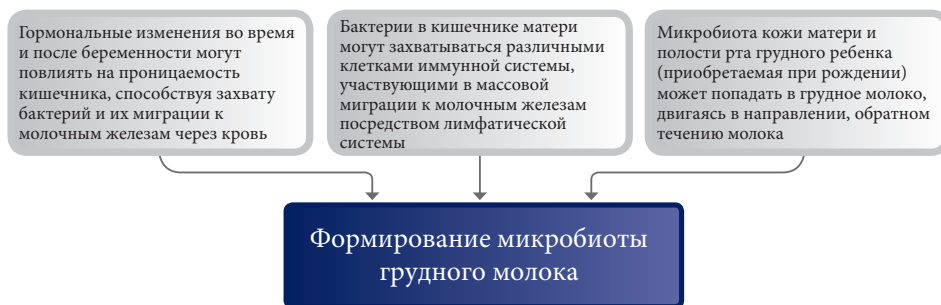 Гормональные изменения во время
и после беременности могут
повлиять на проницаемость
кишечника, способствуя захвату
бактерий и их миграции к
молочным железам через кровь
Бактерии в кишечнике матери
могут захватываться различными
клетками иммунной системы,
участвующими в массовой
миграции к молочным железам
посредством лимфатической
системы
Микробиота кожи матери и
полости рта грудного ребенка
(приобретаемая при рождении)
может попадать в грудное молоко,
двигаясь в направлении, обратном
течению молока
Формирование микробиоты
грудного молока